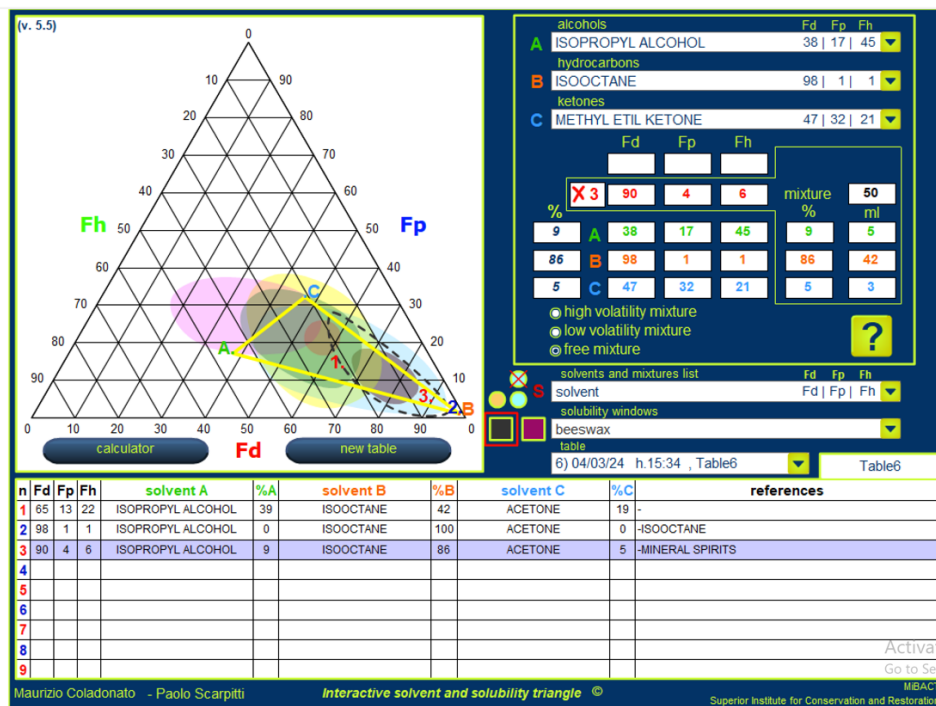 (v. 5.5)
0
10 90
20 80
30 70
40 60
Fh 50 50 Fp
60 40
70 30
80 20
90 10
0 10 20 30 40 50 60 70 80 90 0
A
B
C
1
2
3
calculator Fd new table
alcohols Fd Fp Fh
A ISOPROPYL ALCOHOL 38 | 17 | 45
hydrocarbons
B ISOOCTANE 98 | 1 | 1
ketones
C METHYL ETIL KETONE 47 | 32 | 21
Fd Fp Fh
X 3 90 4 6 mixture 50
% % ml
9 A 38 17 45 9 5
86 B 98 1 1 86 42
5 C 47 32 21 5 3
high volatility mixture
low volatility mixture
free mixture
?
solvents and mixtures list Fd Fp Fh
S solvent Fd | Fp | Fh
solubility windows
beeswax
table
6) 04/03/24 h.15:34 , Table6 Table6
n Fd Fp Fh solvent A %A solvent B %B solvent C %C references
1 65 13 22 ISOPROPYL ALCOHOL 39 ISOOCTANE 42 ACETONE 19 -
2 98 1 1 ISOPROPYL ALCOHOL 0 ISOOCTANE 100 ACETONE 0 -ISOOCTANE
3 90 4 6 ISOPROPYL ALCOHOL 9 ISOOCTANE 86 ACETONE 5 -MINERAL SPIRITS
4
5
6
7
8
9
Activa
Go to Se
Maurizio Coladonato - Paolo Scarpitti Interactive solvent and solubility triangle © MiBACT
Superior Institute for Conservation and Restoration